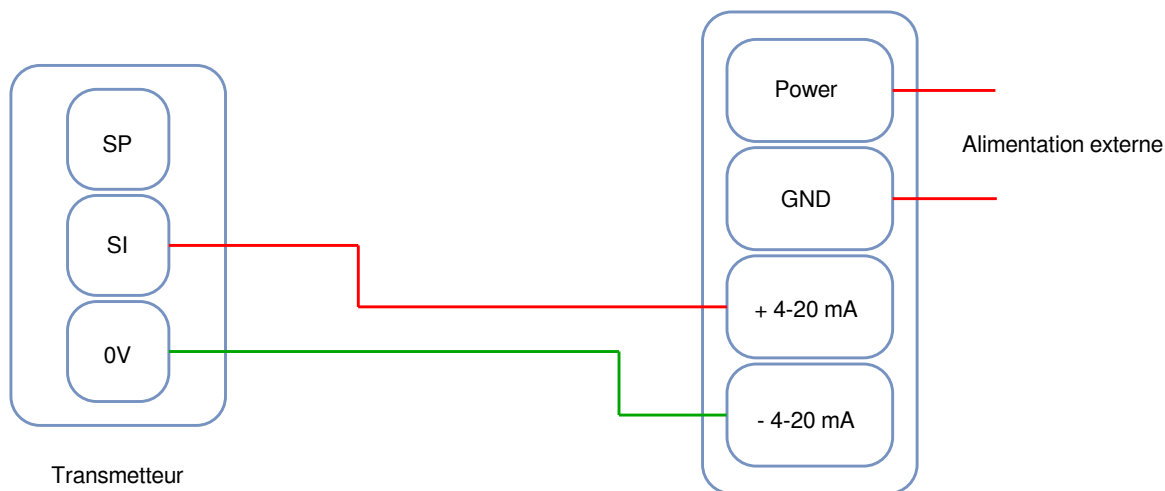 SP
SI
0V
Transmetteur
Power
GND
+ 4-20 mA
- 4-20 mA
Alimentation externe